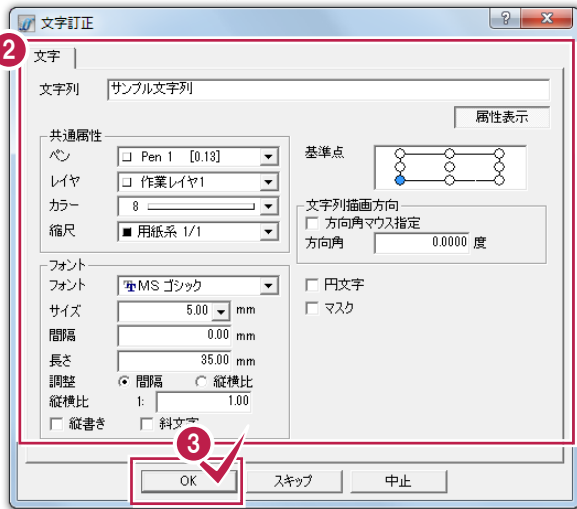 文字訂正
2
文字
文字列 サンプル文字列
属性表示
共通属性
ペン Pen 1 [0.13]
レイヤ 作業レイヤ1
カラー 8
縮尺 用紙系 1/1
基準点
文字列描画方向
方向角マウス指定
方向角 0.0000 度
フォント
フォント MS ゴシック
サイズ 5.00 mm
間隔 0.00 mm
長さ 35.00 mm
調整 間隔 縦横比
縦横比 1: 1.00
縦書き 斜文字
円文字
マスク
3
OK スキップ 中止